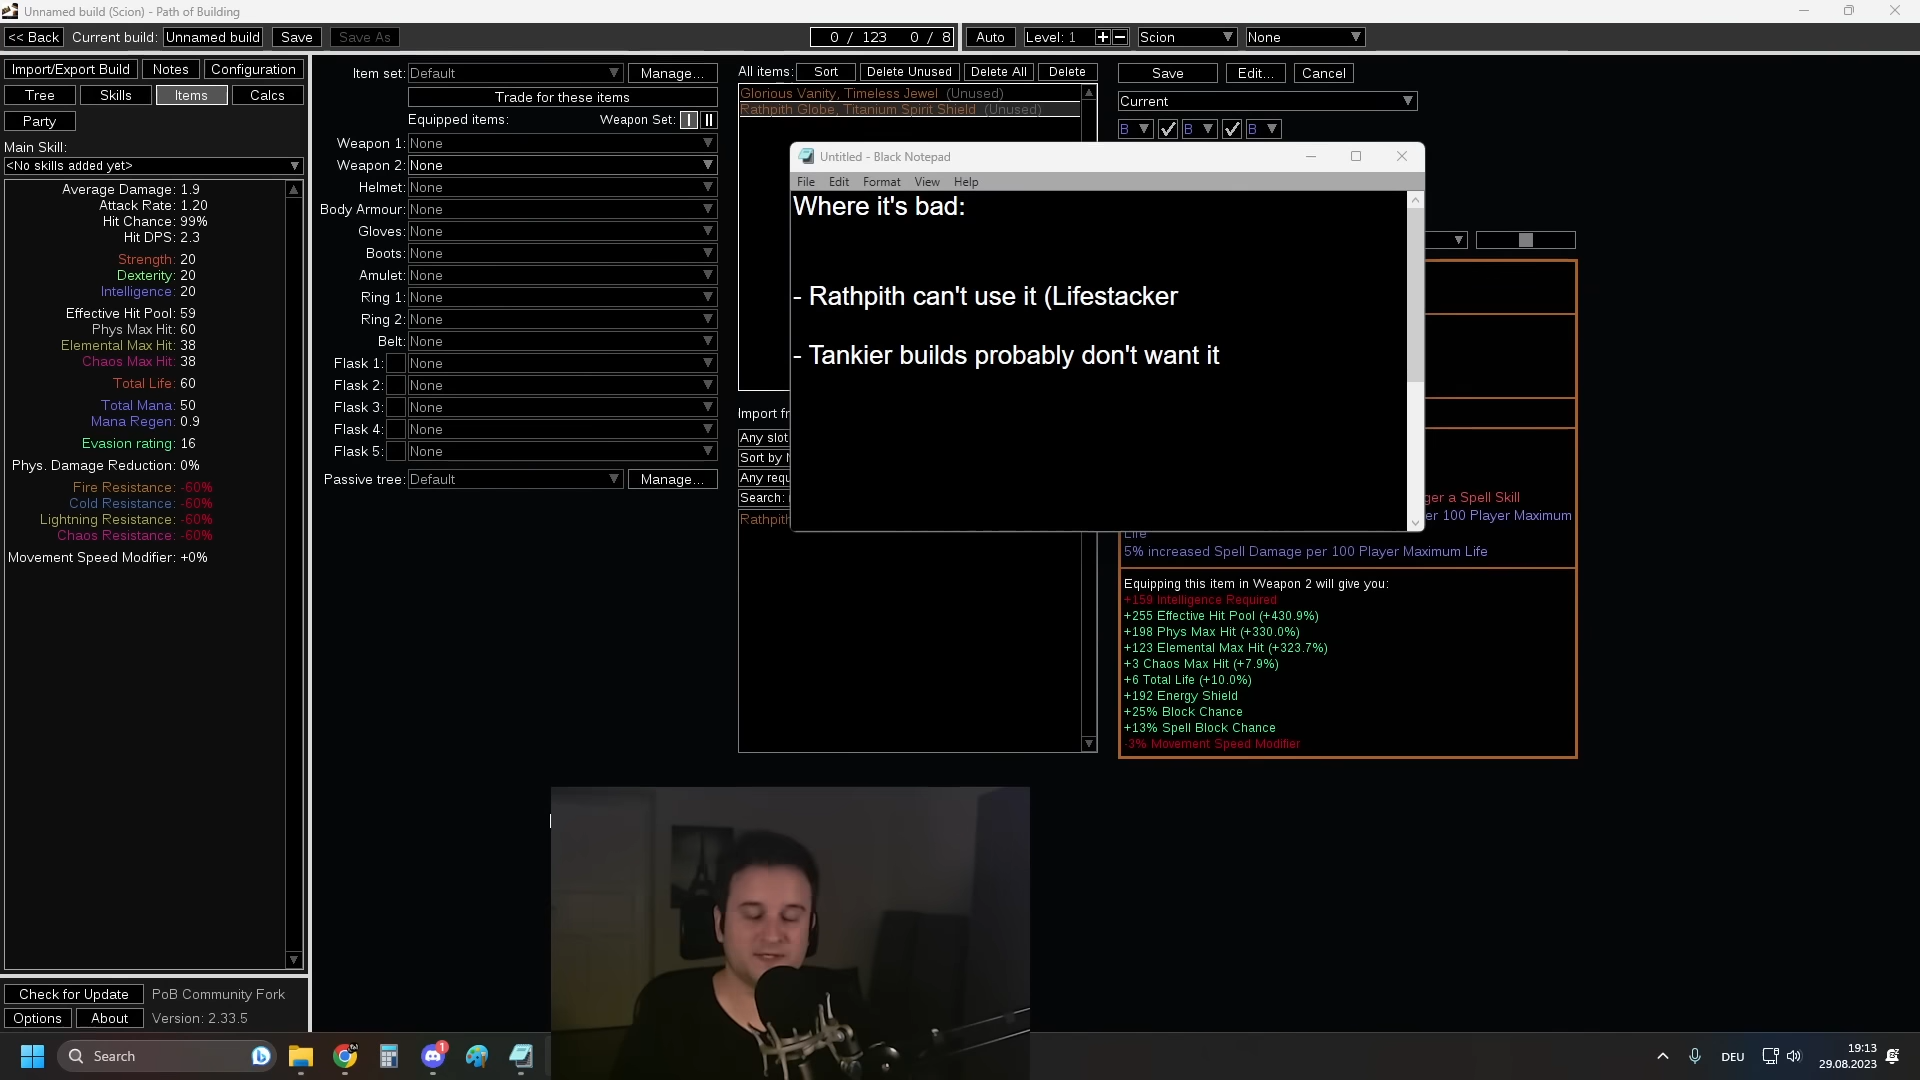 Unnamed build (Scion) - Path of Building
<< Back Current build: Unnamed build Save Save As 0 / 123 0 / 8 Auto Level: 1 Scion None
Import/Export Build Notes Configuration
Tree Skills Items Calcs
Party
Main Skill:
<No skills added yet>
Average Damage: 1.9
Attack Rate: 1.20
Hit Chance: 99%
Hit DPS: 2.3
Strength: 20
Dexterity: 20
Intelligence: 20
Effective Hit Pool: 59
Phys Max Hit: 60
Elemental Max Hit: 38
Chaos Max Hit: 38
Total Life: 60
Total Mana: 50
Mana Regen: 0.9
Evasion rating: 16
Phys. Damage Reduction: 0%
Fire Resistance: -60%
Cold Resistance: -60%
Lightning Resistance: -60%
Chaos Resistance: -60%
Movement Speed Modifier: +0%
Check for Update PoB Community Fork
Options About Version: 2.33.5
Item set: Default Manage...
Trade for these items
Equipped items: Weapon Set: I II
Weapon 1: None
Weapon 2: None
Helmet: None
Body Armour: None
Gloves: None
Boots: None
Amulet: None
Ring 1: None
Ring 2: None
Belt: None
Flask 1: None
Flask 2: None
Flask 3: None
Flask 4: None
Flask 5: None
Passive tree: Default Manage...
All items: Sort Delete Unused Delete All Delete
Glorious Vanity, Timeless Jewel (Unused)
Rathpith Globe, Titanium Spirit Shield (Unused)
Import fr
Any slot
Sort by
Any requ
Search:
Rathpith
Save Edit... Cancel
Current
B B B
Untitled - Black Notepad
File Edit Format View Help
Where it's bad:
- Rathpith can't use it (Lifestacker
- Tankier builds probably don't want it
ger a Spell Skill
er 100 Player Maximum
Life
5% increased Spell Damage per 100 Player Maximum Life
Equipping this item in Weapon 2 will give you:
+159 Intelligence Required
+255 Effective Hit Pool (+430.9%)
+198 Phys Max Hit (+330.0%)
+123 Elemental Max Hit (+323.7%)
+3 Chaos Max Hit (+7.9%)
+6 Total Life (+10.0%)
+192 Energy Shield
+25% Block Chance
+13% Spell Block Chance
-3% Movement Speed Modifier
Search
1
DEU
19:13
29.08.2023